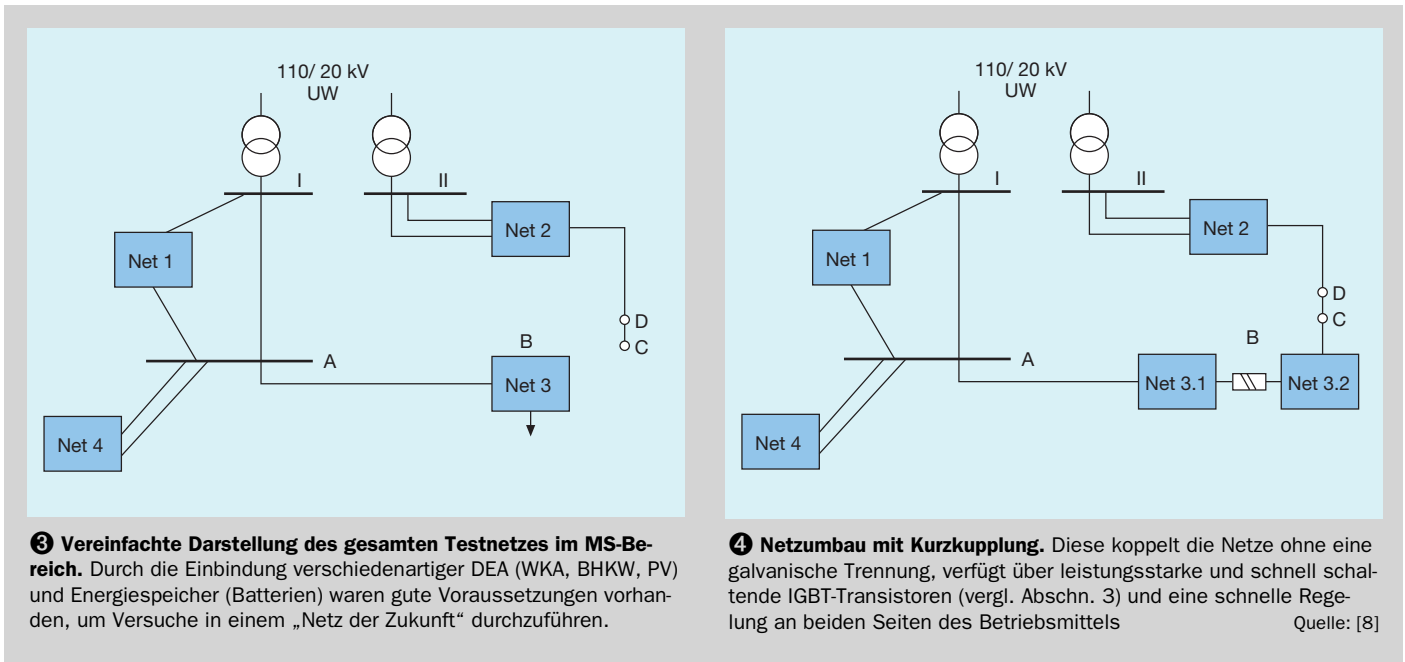 110/ 20 kV
UW
I
II
Net 2
Net 1
D
C
B
A
Net 3
Net 4
❸ Vereinfachte Darstellung des gesamten Testnetzes im MS-Be-
reich. Durch die Einbindung verschiedenartiger DEA (WKA, BHKW, PV)
und Energiespeicher (Batterien) waren gute Voraussetzungen vorhan-
den, um Versuche in einem „Netz der Zukunft“ durchzuführen.
110/ 20 kV
UW
I
II
Net 2
Net 1
D
C
B
A
Net 3.1
Net 3.2
Net 4
❹ Netzumbau mit Kurzkupplung. Diese koppelt die Netze ohne eine
galvanische Trennung, verfügt über leistungsstarke und schnell schal-
tende IGBT-Transistoren (vergl. Abschn. 3) und eine schnelle Rege-
lung an beiden Seiten des Betriebsmittels Quelle: [8]